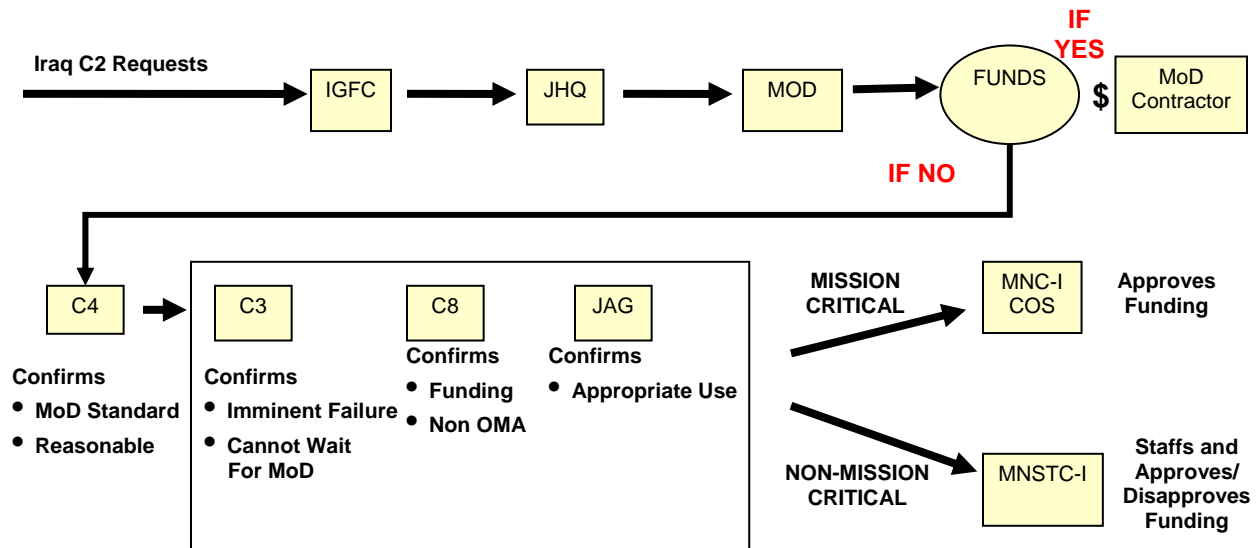 IF
YES
Iraq C2 Requests
IGFC
JHQ
MOD
FUNDS
$
MoD
Contractor
IF NO
C4
C3
C8
JAG
MISSION
CRITICAL
MNC-I
COS
Approves
Funding
Confirms
• MoD Standard
• Reasonable
Confirms
• Imminent Failure
• Cannot Wait
For MoD
Confirms
• Funding
• Non OMA
Confirms
• Appropriate Use
NON-MISSION
CRITICAL
MNSTC-I
Staffs and
Approves/
Disapproves
Funding